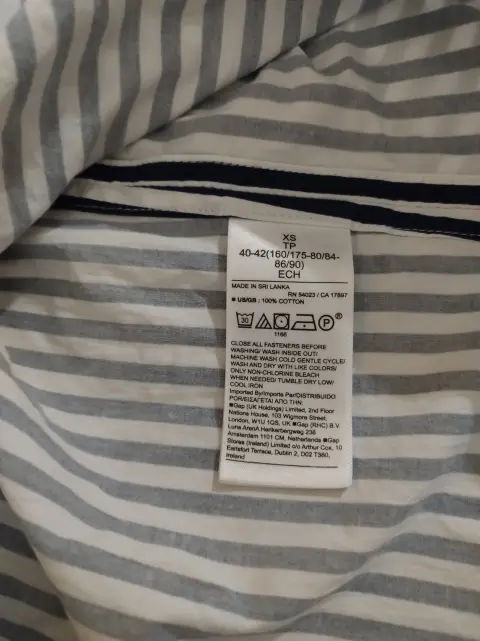 XS
TP
40-42(160/175-80/84-
86/90)
ECH
MADE IN SRI LANKA
RN 54023 / CA 17897
■ US/GB : 100% COTTON
30 P ®
1166
CLOSE ALL FASTENERS BEFORE
WASHING/ WASH INSIDE OUT/
MACHINE WASH COLD GENTLE CYCLE/
WASH AND DRY WITH LIKE COLORS/
ONLY NON-CHLORINE BLEACH
WHEN NEEDED/ TUMBLE DRY LOW/
COOL IRON
Imported By/Importe Par/DISTRIBUIDO
POR/ΕΙΣΑΓΕΤΑΙ ΑΠΟ ΤΗΝ:
■Gap (UK Holdings) Limited, 2nd Floor
Nations House, 103 Wigmore Street,
London, W1U 1QS, UK ■Gap (RHC) B.V.
Luna ArenA Herikerbergweg 238
Amsterdam 1101 CM, Netherlands ■Gap
Stores (Ireland) Limited c/o Arthur Cox, 10
Earlsfort Terrace, Dublin 2, D02 T380,
Ireland